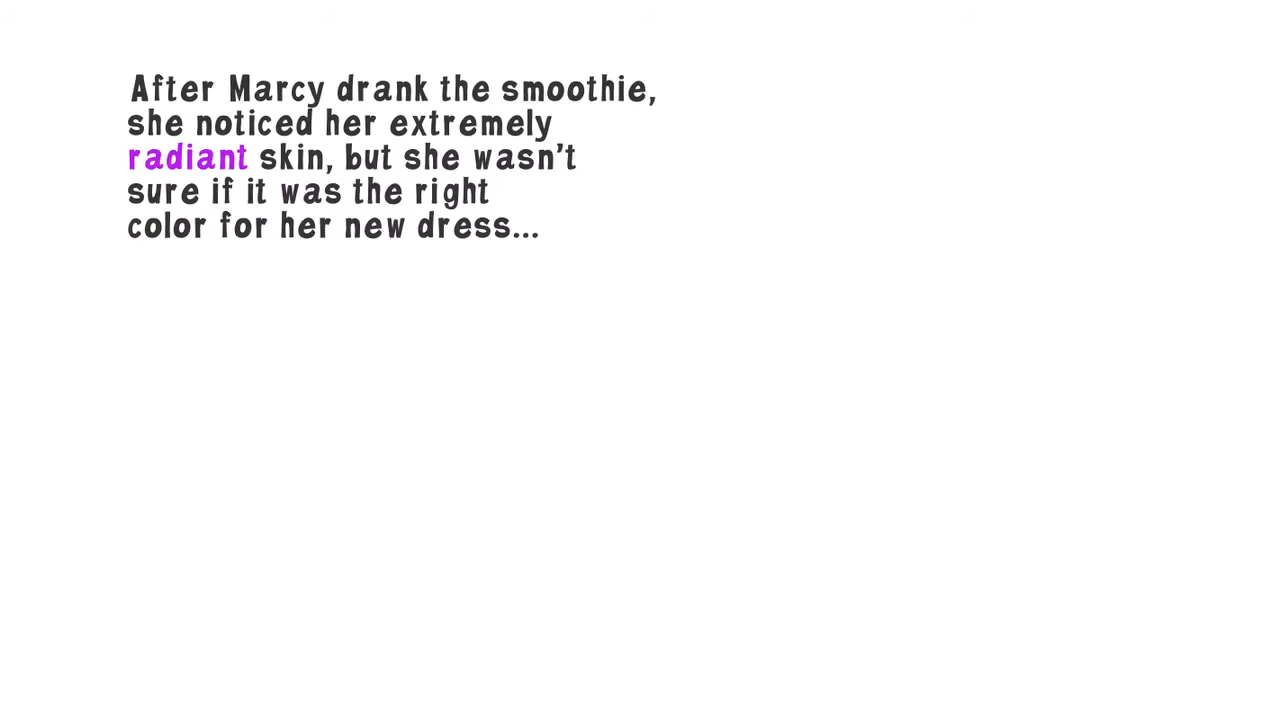 After Marcy drank the smoothie,
she noticed her extremely
radiant skin, but she wasn't
sure if it was the right
color for her new dress...